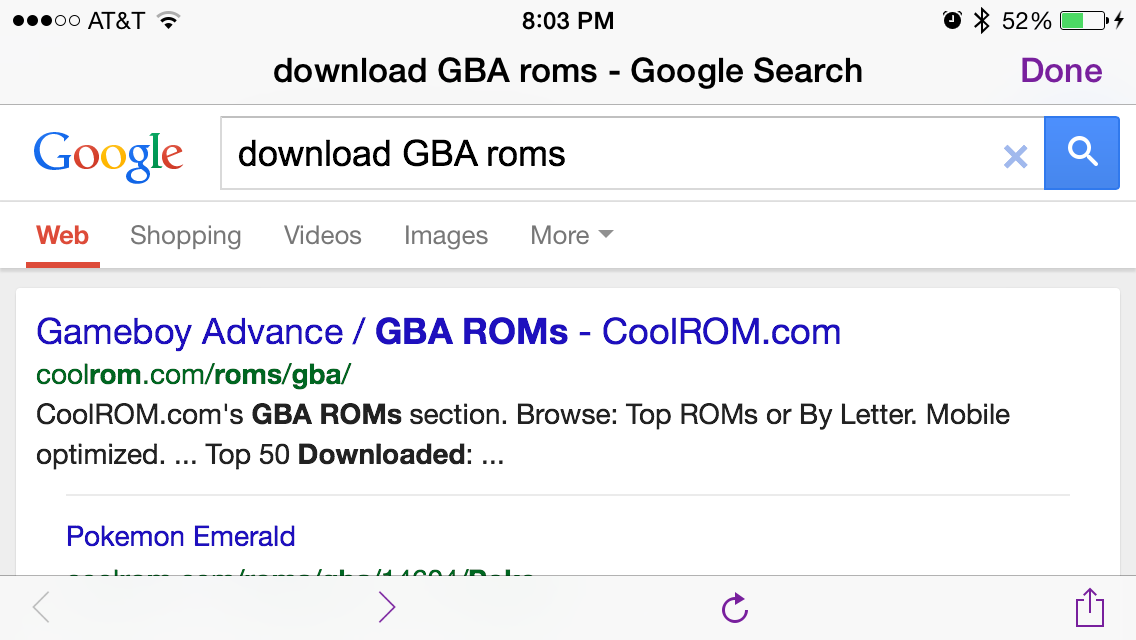 AT&T 8:03 PM 52%
download GBA roms - Google Search Done
Google download GBA roms
Web Shopping Videos Images More
Gameboy Advance / GBA ROMs - CoolROM.com
coolrom.com/roms/gba/
CoolROM.com's GBA ROMs section. Browse: Top ROMs or By Letter. Mobile
optimized. ... Top 50 Downloaded: ...
Pokemon Emerald